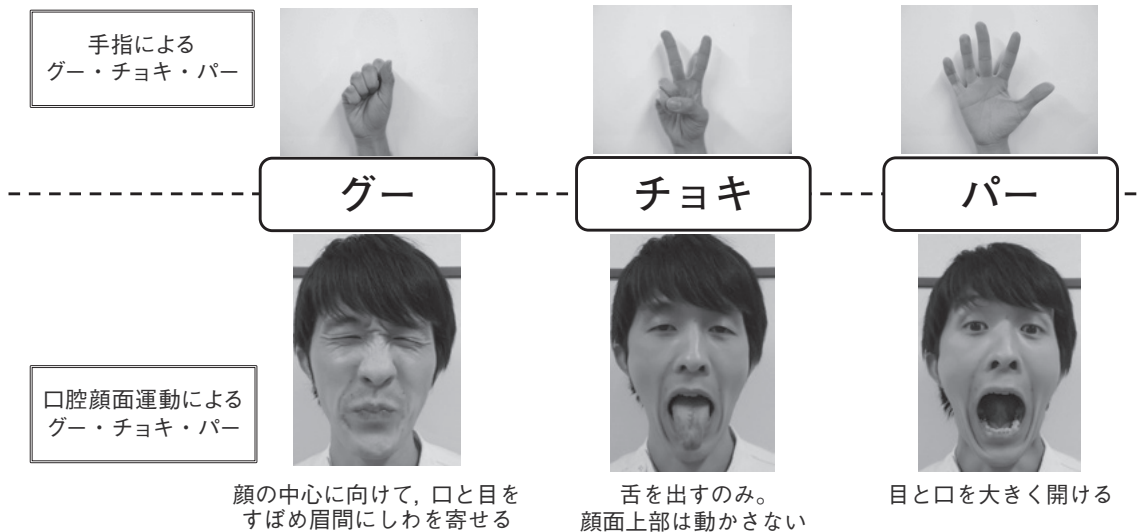 手指による
グー・チョキ・パー
グー
チョキ
パー
口腔顔面運動による
グー・チョキ・パー
顔の中心に向けて, 口と目を
すぼめ眉間にしわを寄せる
舌を出すのみ。
顔面上部は動かさない
目と口を大きく開ける